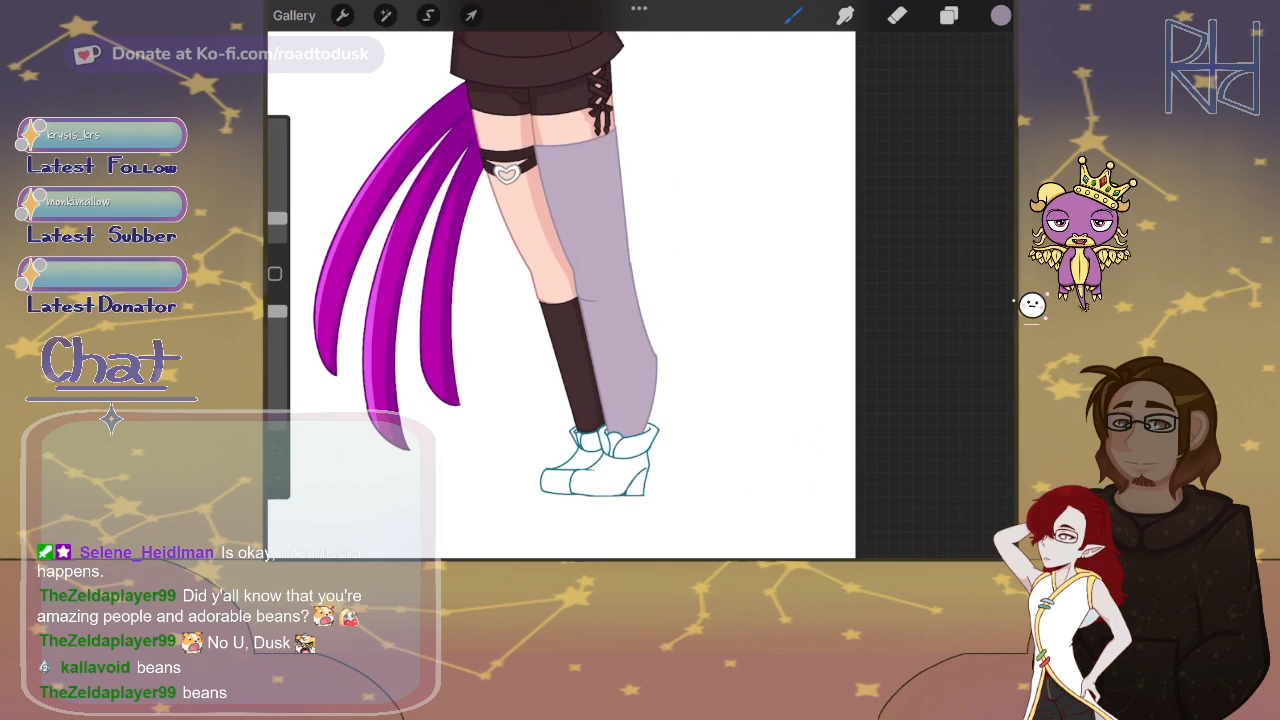 Gallery
Donate at Ko-fi.com/roadtodusk
krysis_krs
Latest Follow
monkimallow
Latest Subber
Latest Donator
Chat
Selene_Heidlman Is okay,
happens.
TheZeldaplayer99 Did y'all know that you're
amazing people and adorable beans?
TheZeldaplayer99 No U, Dusk
kallavoid beans
TheZeldaplayer99 beans